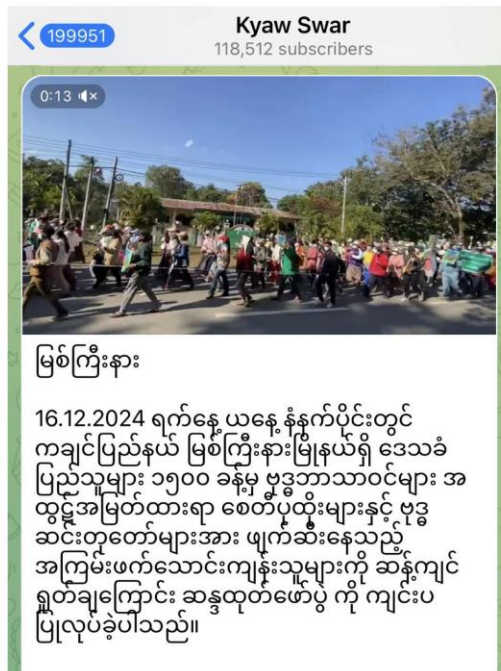 199951
Kyaw Swar
118,512 subscribers
0:13
မြစ်ကြီးနား
16.12.2024 ရက်နေ့ ယနေ့ နံနက်ပိုင်းတွင်
ကချင်ပြည်နယ် မြစ်ကြီးနားမြို့နယ်ရှိ ဒေသခံ
ပြည်သူများ ၁၅၀၀ ခန့်မှ ဗုဒ္ဓဘာသာဝင်များ အ
ထွဋ်အမြတ်ထားရာ စေတီပုထိုးများနှင့် ဗုဒ္ဓ
ဆင်းတုတော်များအား ဖျက်ဆီးနေသည့်
အကြမ်းဖက်သောင်းကျန်းသူများကို ဆန့်ကျင်
ရှုတ်ချကြောင်း ဆန္ဒထုတ်ဖော်ပွဲ ကို ကျင်းပ
ပြုလုပ်ခဲ့ပါသည်။